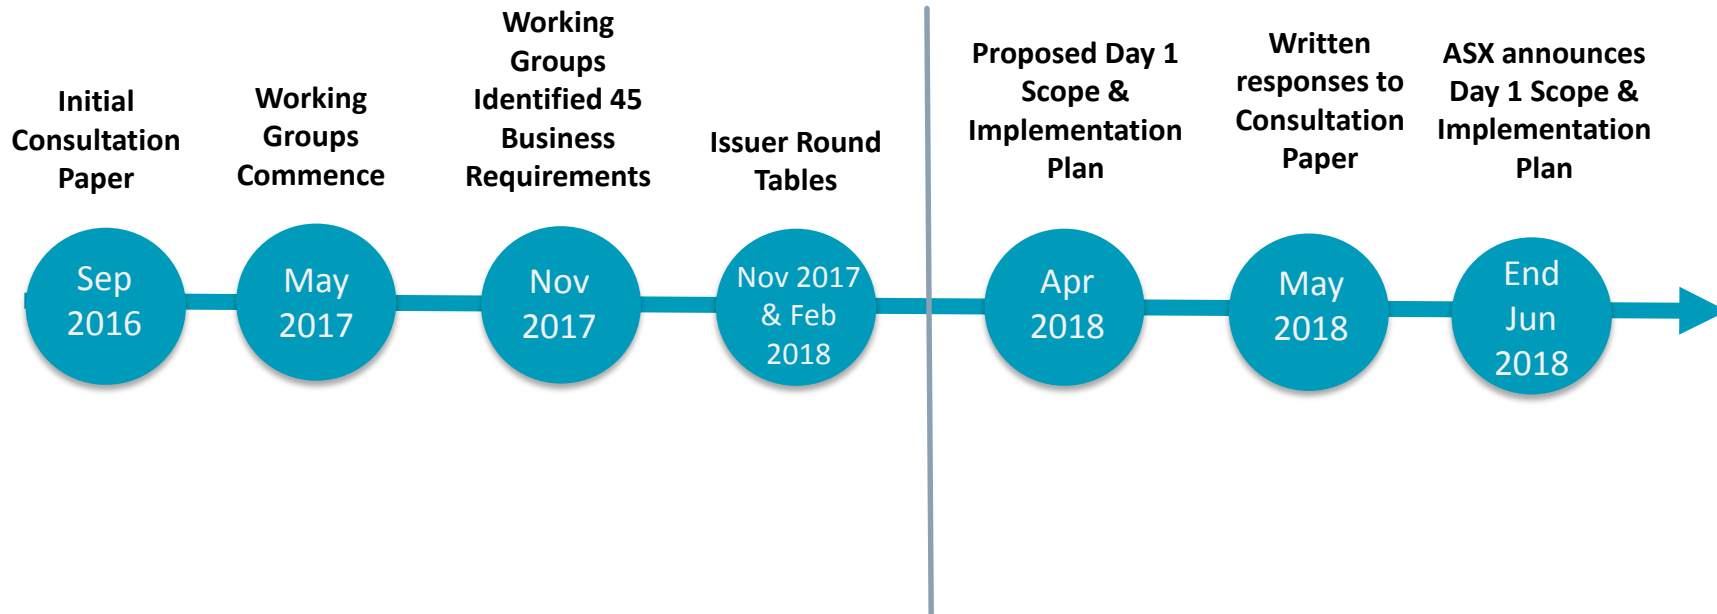 Initial
Consultation
Paper
Working
Groups
Commence
Working
Groups
Identified 45
Business
Requirements
Issuer Round
Tables
Proposed Day 1
Scope &
Implementation
Plan
Written
responses to
Consultation
Paper
ASX announces
Day 1 Scope &
Implementation
Plan
Sep
2016
May
2017
Nov
2017
Nov 2017
& Feb
2018
Apr
2018
May
2018
End
Jun
2018